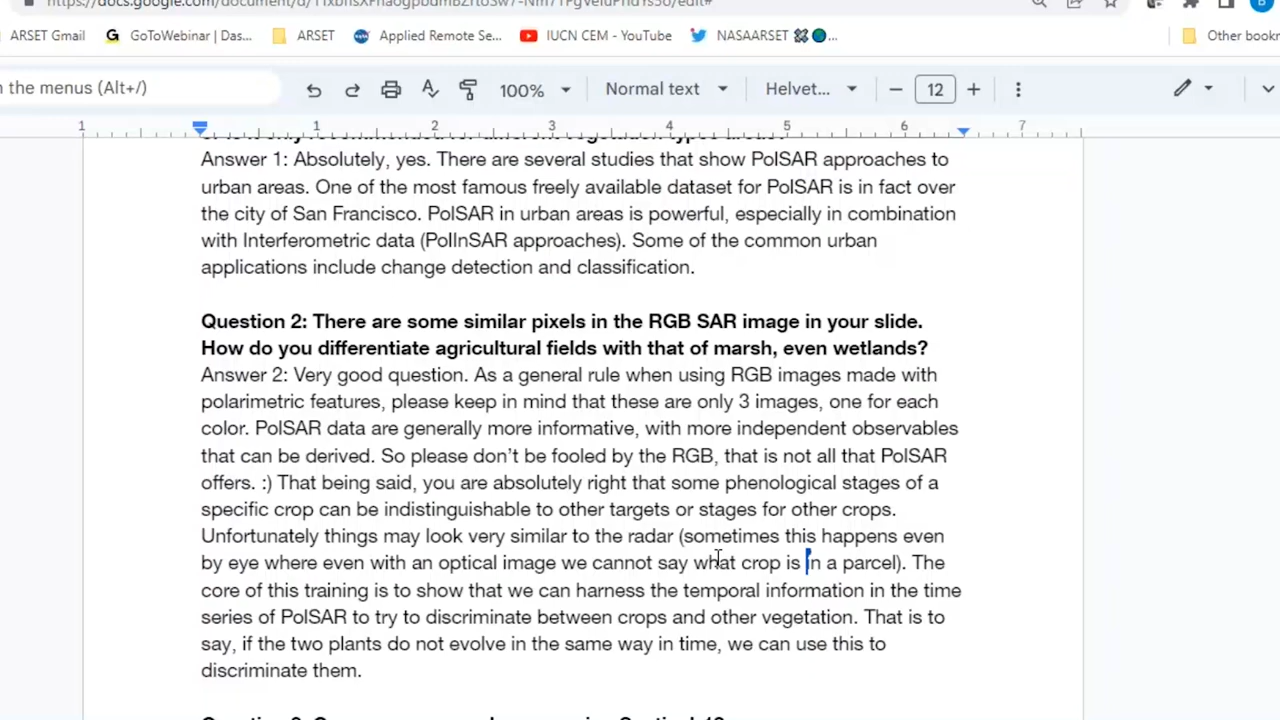 ARSET Gmail GoToWebinar | Das... ARSET Applied Remote Se... IUCN CEM - YouTube NASAARSET Other bookm
n the menus (Alt+/) 100% Normal text Helvet... 12
1 1 2 3 4 5 6 7
Answer 1: Absolutely, yes. There are several studies that show PolSAR approaches to
urban areas. One of the most famous freely available dataset for PolSAR is in fact over
the city of San Francisco. PolSAR in urban areas is powerful, especially in combination
with Interferometric data (PolInSAR approaches). Some of the common urban
applications include change detection and classification.
Question 2: There are some similar pixels in the RGB SAR image in your slide.
How do you differentiate agricultural fields with that of marsh, even wetlands?
Answer 2: Very good question. As a general rule when using RGB images made with
polarimetric features, please keep in mind that these are only 3 images, one for each
color. PolSAR data are generally more informative, with more independent observables
that can be derived. So please don't be fooled by the RGB, that is not all that PolSAR
offers. :) That being said, you are absolutely right that some phenological stages of a
specific crop can be indistinguishable to other targets or stages for other crops.
Unfortunately things may look very similar to the radar (sometimes this happens even
by eye where even with an optical image we cannot say what crop is in a parcel). The
core of this training is to show that we can harness the temporal information in the time
series of PolSAR to try to discriminate between crops and other vegetation. That is to
say, if the two plants do not evolve in the same way in time, we can use this to
discriminate them.